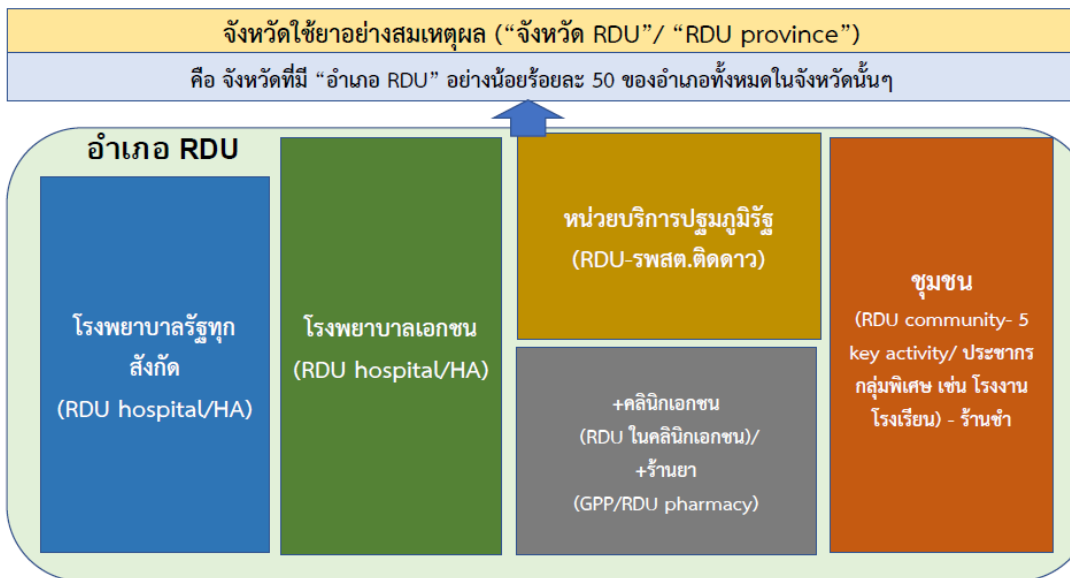 จังหวัดใช้ยาอย่างสมเหตุผล (“จังหวัด RDU”/ “RDU province”)
คือ จังหวัดที่มี “อำเภอ RDU” อย่างน้อยร้อยละ 50 ของอำเภอทั้งหมดในจังหวัดนั้นๆ
อำเภอ RDU
โรงพยาบาลรัฐทุก
สังกัด
(RDU hospital/HA)
โรงพยาบาลเอกชน
(RDU hospital/HA)
หน่วยบริการปฐมภูมิรัฐ
(RDU-รพสต.ติดดาว)
+คลินิกเอกชน
(RDU ในคลินิกเอกชน)/
+ร้านยา
(GPP/RDU pharmacy)
ชุมชน
(RDU community- 5
key activity/ ประชากร
กลุ่มพิเศษ เช่น โรงงาน
โรงเรียน) - ร้านชำ